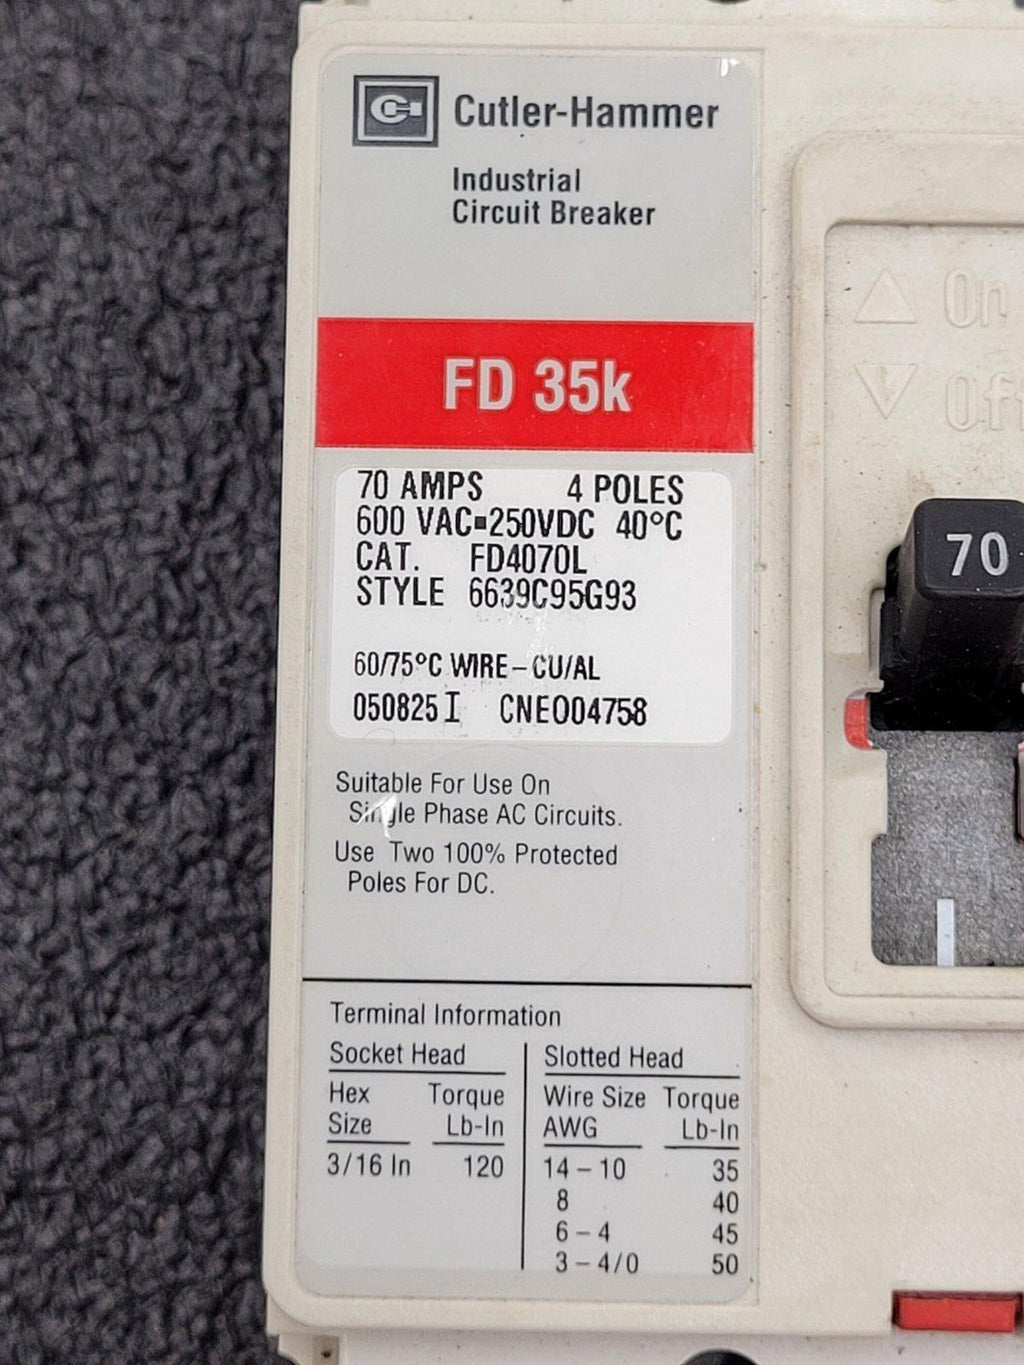 Cutler-Hammer
Industrial
Circuit Breaker
FD 35k
70 AMPS 4 POLES
600 VAC▪250VDC 40°C
CAT. FD4070L
STYLE 6639C95G93
60/75°C WIRE – CU/AL
050825 I CNE004758
Suitable For Use On
Single Phase AC Circuits.
Use Two 100% Protected
Poles For DC.
Terminal Information
Socket Head
Hex Torque
Size Lb-In
3/16 In 120
Slotted Head
Wire Size Torque
AWG Lb-In
14 – 10 35
8 40
6 – 4 45
3 – 4/0 50
On
Off
70